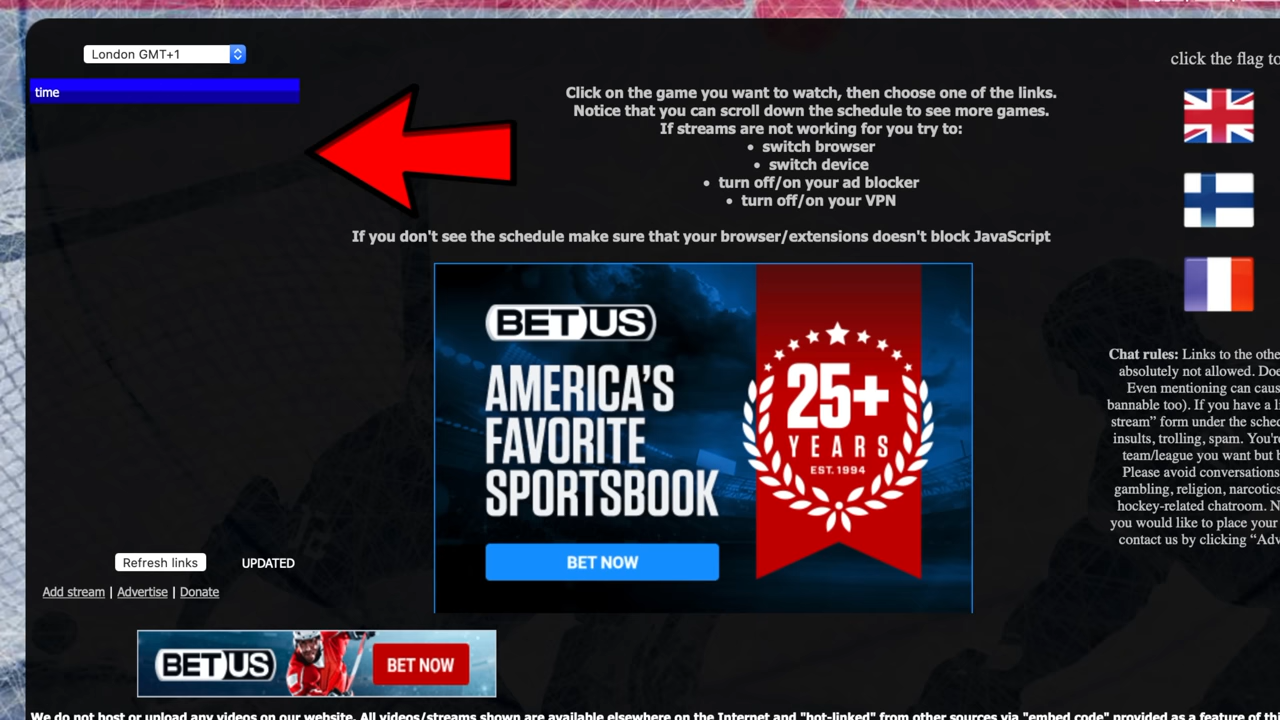 London GMT+1
click the flag to
time
Click on the game you want to watch, then choose one of the links.
Notice that you can scroll down the schedule to see more games.
If streams are not working for you try to:
• switch browser
• switch device
• turn off/on your ad blocker
• turn off/on your VPN
If you don't see the schedule make sure that your browser/extensions doesn't block JavaScript
BETUS
AMERICA'S
FAVORITE
SPORTSBOOK
BET NOW
25+
YEARS
EST. 1994
Chat rules: Links to the othe
absolutely not allowed. Doe
Even mentioning can caus
bannable too). If you have a li
stream” form under the sched
insults, trolling, spam. You're
team/league you want but b
Please avoid conversations
gambling, religion, narcotics
hockey-related chatroom. N
you would like to place your
contact us by clicking “Adv
Refresh links UPDATED
Add stream | Advertise | Donate
BETUS BET NOW
We do not host or upload any videos on our website. All videos/streams shown are available elsewhere on the Internet and "hot-linked" from other sources via "embed code" provided as a feature of th